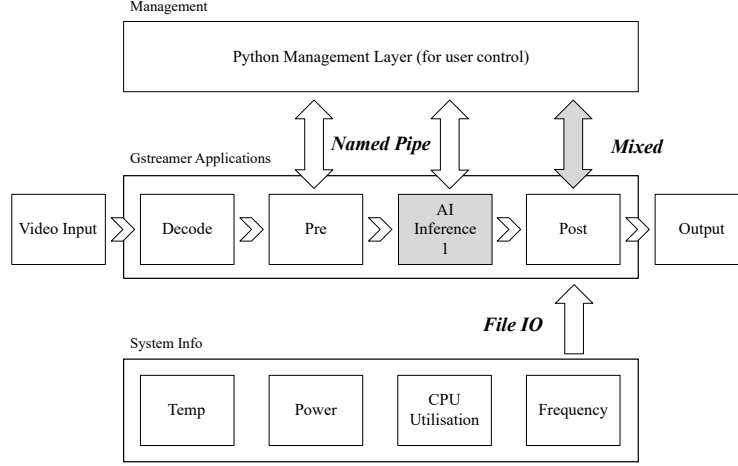 Management
Python Management Layer (for user control)
Named Pipe
Mixed
Gstreamer Applications
Video Input
Decode
Pre
AI
Inference
1
Post
Output
File IO
System Info
Temp
Power
CPU
Utilisation
Frequency